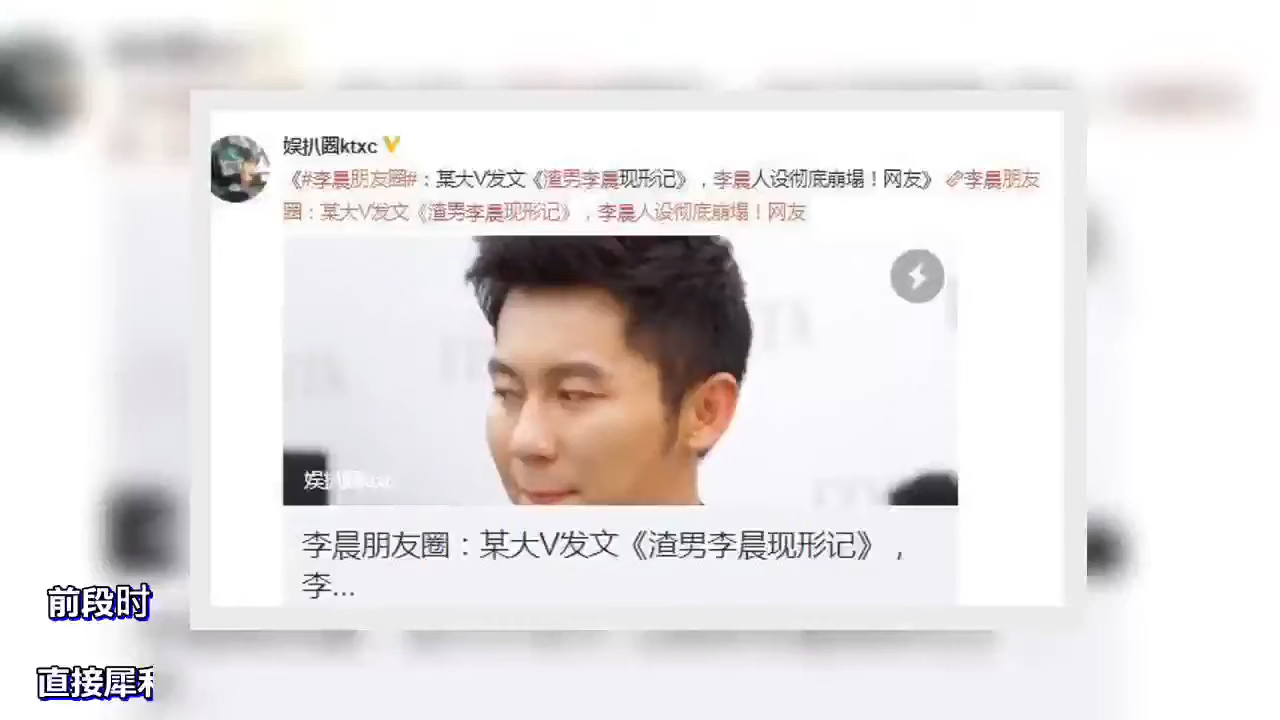 娱扒圈ktxc
《#李晨朋友圈#：某大V发文《渣男李晨现形记》，李晨人设彻底崩塌！网友》李晨朋友
圈：某大V发文《渣男李晨现形记》，李晨人设彻底崩塌！网友
娱扒圈ktxc
李晨朋友圈：某大V发文《渣男李晨现形记》，
李...
前段时
直接犀利